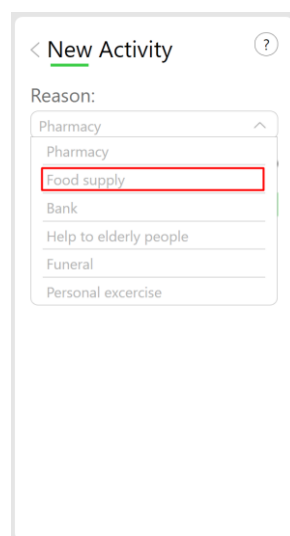 < New Activity ?
Reason:
Pharmacy
Pharmacy
Food supply
Bank
Help to elderly people
Funeral
Personal excercise